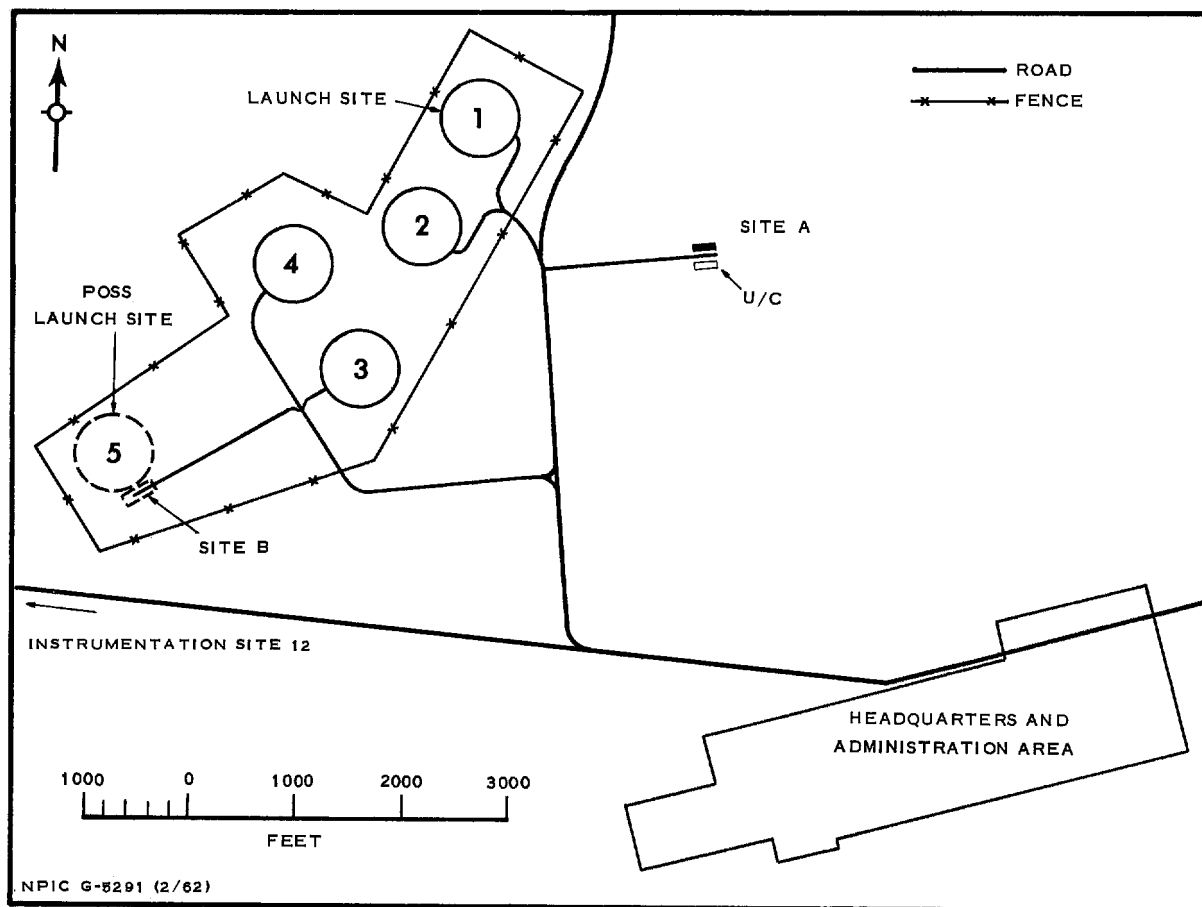 N
LAUNCH SITE
1
ROAD
FENCE
2
SITE A
4
U/C
POSS
LAUNCH SITE
3
5
SITE B
INSTRUMENTATION SITE 12
HEADQUARTERS AND
ADMINISTRATION AREA
1000 0 1000 2000 3000
FEET
NPIC G-5291 (2/62)